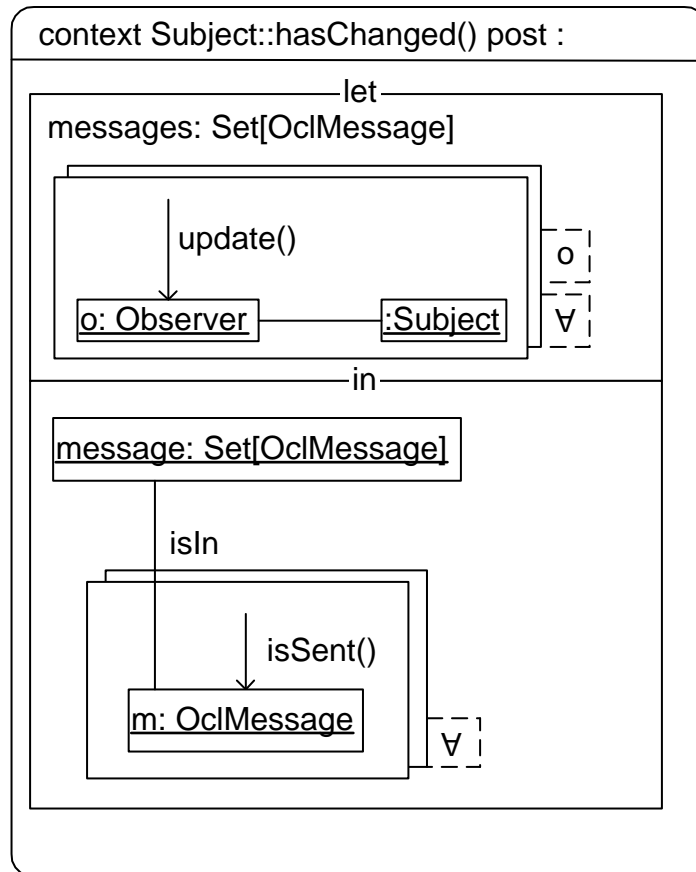 context Subject::hasChanged() post :
let
messages: Set[OclMessage]
update()
o
o: Observer
:Subject
∀
in
message: Set[OclMessage]
isIn
isSent()
m: OclMessage
∀